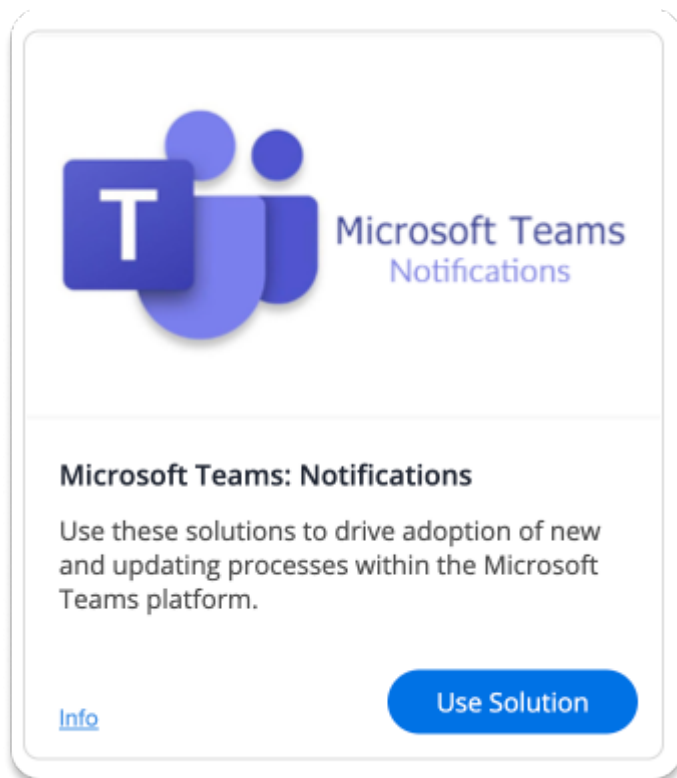 T
Microsoft Teams
Notifications
Microsoft Teams: Notifications
Use these solutions to drive adoption of new
and updating processes within the Microsoft
Teams platform.
Info
Use Solution